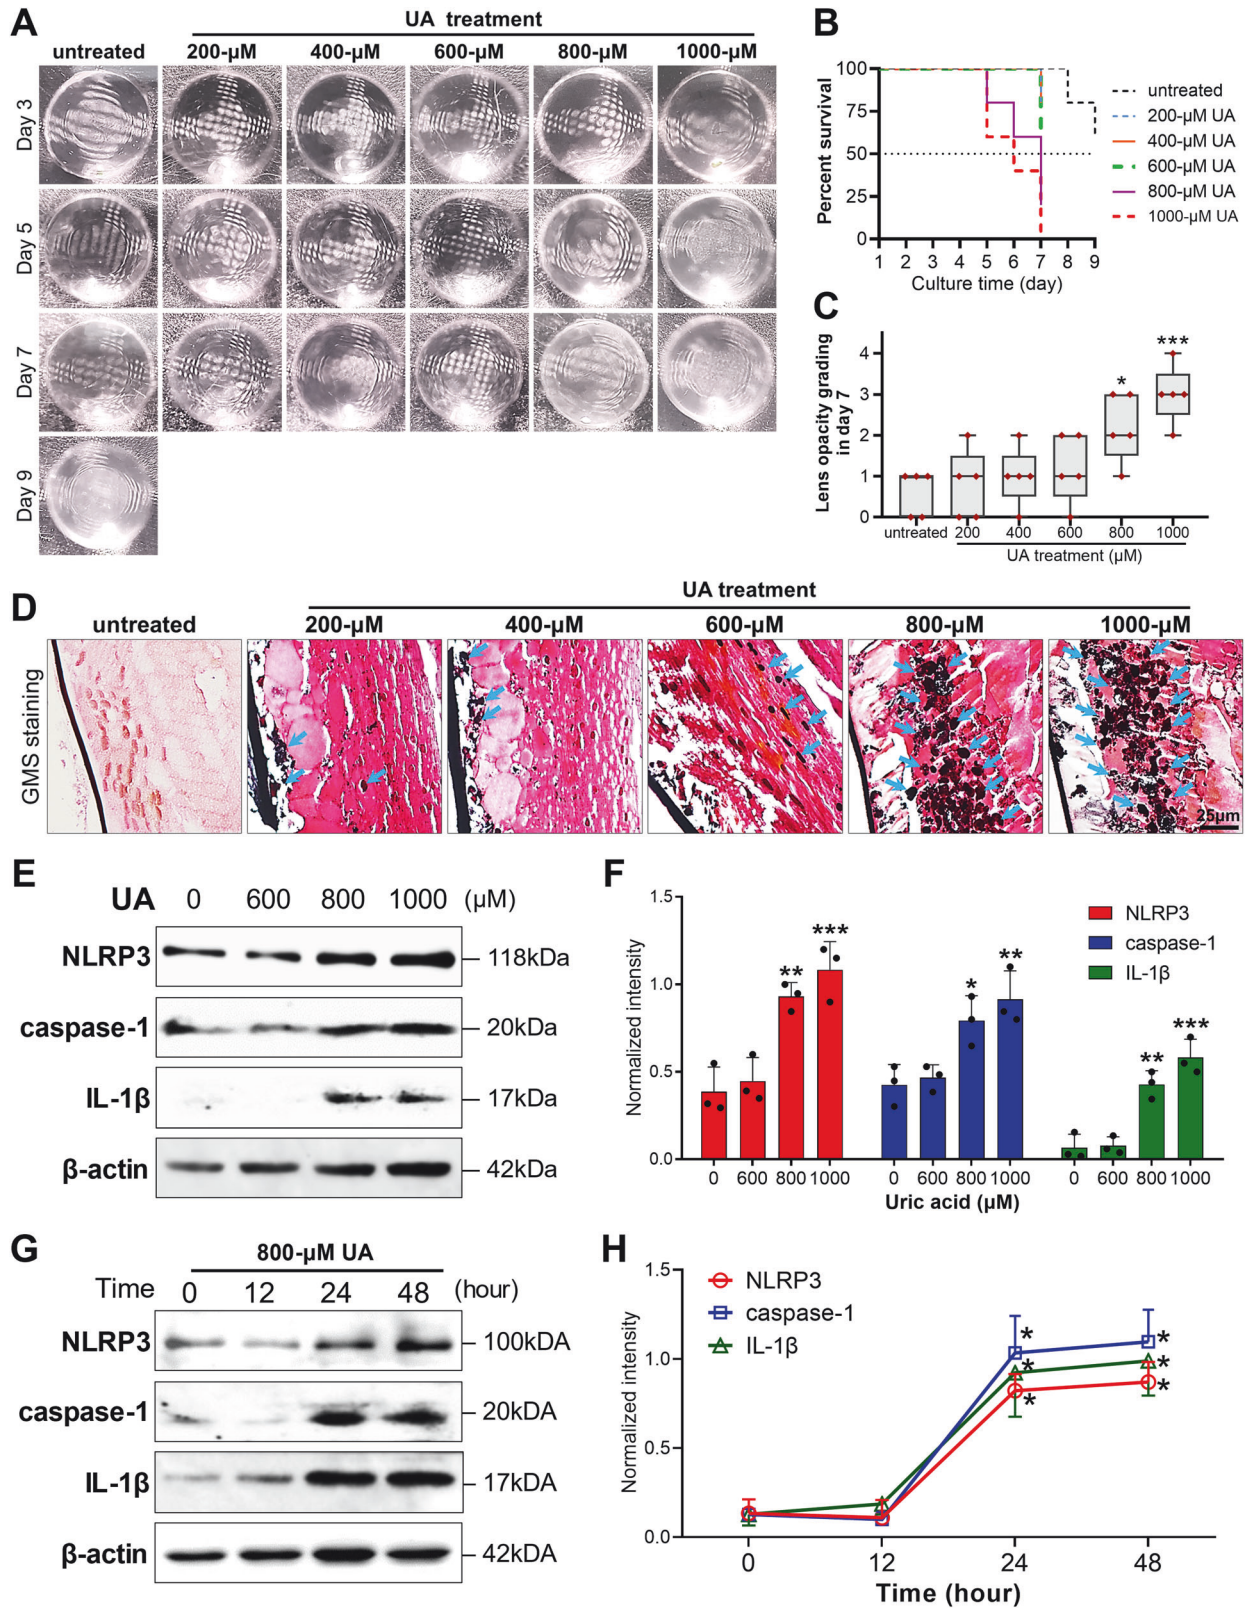 A
UA treatment
untreated 200-µM 400-µM 600-µM 800-µM 1000-µM
Day 3
Day 5
Day 7
Day 9
B
Percent survival
100
75
50
25
0
1 2 3 4 5 6 7 8 9
Culture time (day)
untreated
200-µM UA
400-µM UA
600-µM UA
800-µM UA
1000-µM UA
C
Lens opacity grading
in day 7
4
3
2
1
0
*
***
untreated 200 400 600 800 1000
UA treatment (µM)
D
UA treatment
untreated 200-µM 400-µM 600-µM 800-µM 1000-µM
GMS staining
25µm
E
UA 0 600 800 1000 (µM)
NLRP3 118kDa
caspase-1 20kDa
IL-1β 17kDa
β-actin 42kDa
F
Normalized intensity
1.5
1.0
0.5
0.0
** *** * ** ** ***
NLRP3
caspase-1
IL-1β
0 600 800 1000 0 600 800 1000 0 600 800 1000
Uric acid (µM)
G
800-µM UA
Time 0 12 24 48 (hour)
NLRP3 100kDA
caspase-1 20kDA
IL-1β 17kDA
β-actin 42kDA
H
Normalized intensity
1.5
1.0
0.5
0.0
NLRP3
caspase-1
IL-1β
* *
* *
* *
0 12 24 48
Time (hour)